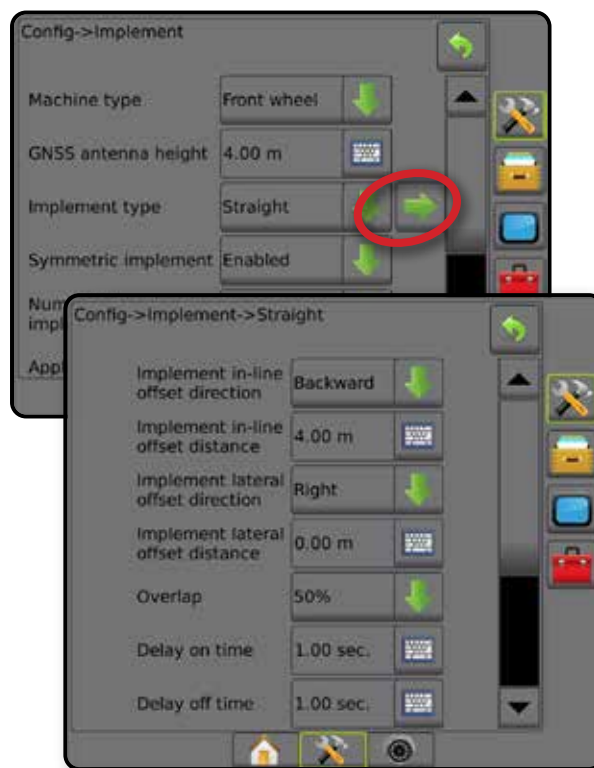 Config->Implement
Machine type Front wheel
GNSS antenna height 4.00 m
Implement type Straight
Symmetric implement Enabled
Num
impl
Appl
Config->Implement->Straight
Implement in-line
offset direction Backward
Implement in-line
offset distance 4.00 m
Implement lateral
offset direction Right
Implement lateral
offset distance 0.00 m
Overlap 50%
Delay on time 1.00 sec.
Delay off time 1.00 sec.